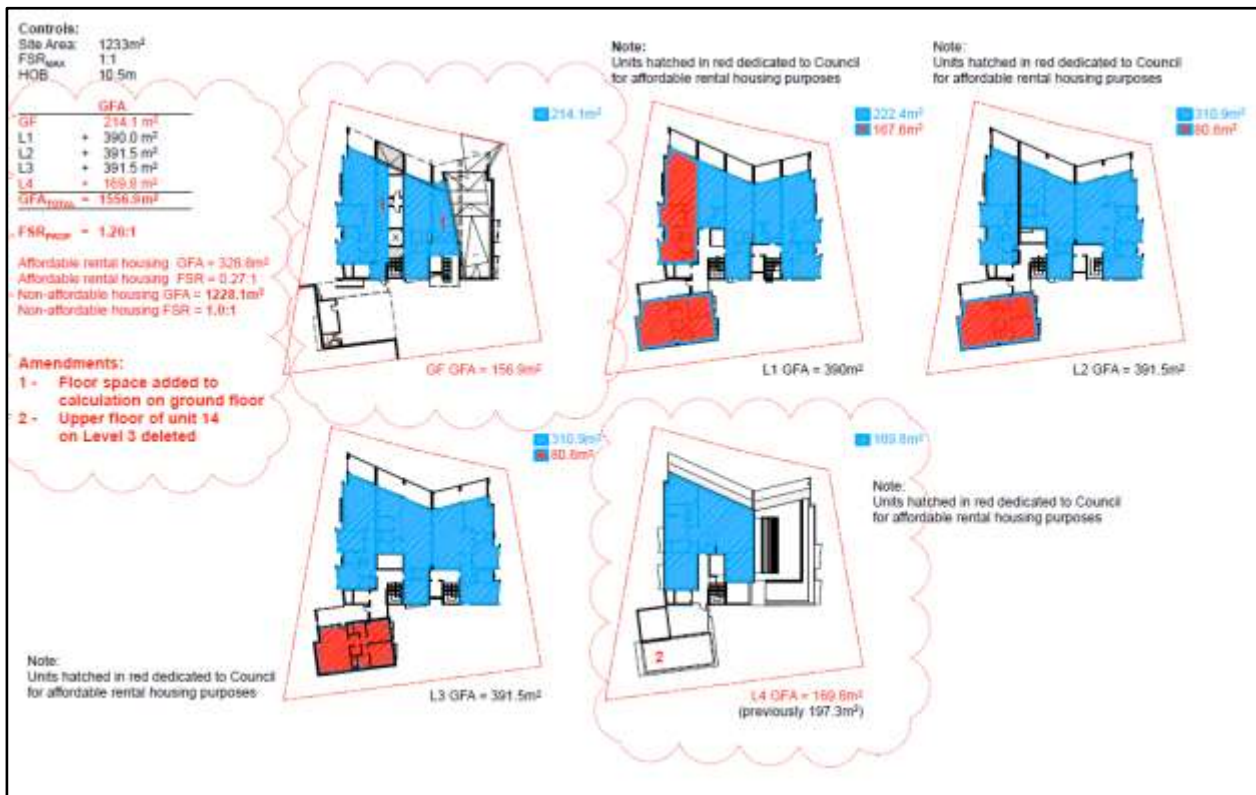 Controls:
Site Area: 1233m²
FSRMAX 1:1
HOB 10.5m
GFA
GF 214.1 m²
L1 + 390.0 m²
L2 + 391.5 m²
L3 + 391.5 m²
L4 + 169.8 m²
GFATOTAL = 1556.9m²
FSRPROP = 1.26:1
Affordable rental housing GFA = 328.8m²
Affordable rental housing FSR = 0.27:1
Non-affordable housing GFA = 1228.1m²
Non-affordable housing FSR = 1.0:1
Amendments:
1 - Floor space added to
calculation on ground floor
2 - Upper floor of unit 14
on Level 3 deleted
214.1m²
GF GFA = 156.9m²
Note:
Units hatched in red dedicated to Council
for affordable rental housing purposes
222.4m²
167.6m²
L1 GFA = 390m²
Note:
Units hatched in red dedicated to Council
for affordable rental housing purposes
310.9m²
80.6m²
L2 GFA = 391.5m²
Note:
Units hatched in red dedicated to Council
for affordable rental housing purposes
310.9m²
80.6m²
L3 GFA = 391.5m²
169.8m²
2
L4 GFA = 169.8m²
(previously 197.3m²)
Note:
Units hatched in red dedicated to Council
for affordable rental housing purposes